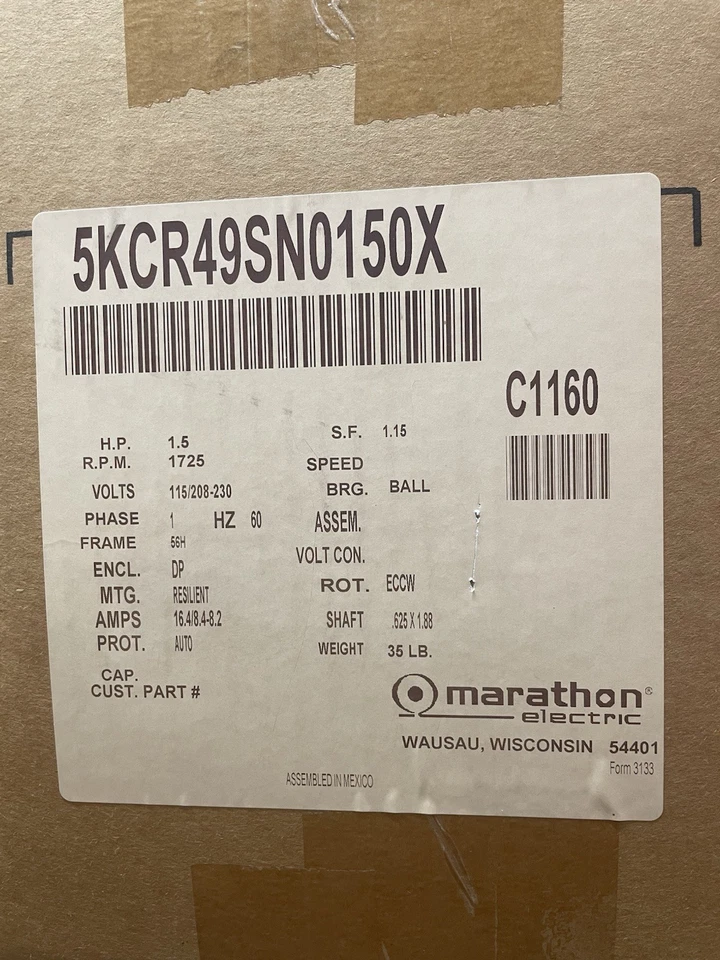 5KCR49SN0150X
C1160
H.P. 1.5
R.P.M. 1725
VOLTS 115/208-230
PHASE 1 HZ 60
FRAME 56H
ENCL. DP
MTG. RESILIENT
AMPS 16.4/8.4-8.2
PROT. AUTO
CAP.
CUST. PART #
S.F. 1.15
SPEED
BRG. BALL
ASSEM.
VOLT CON.
ROT. ECCW
SHAFT .625 X 1.88
WEIGHT 35 LB.
marathon®
electric
WAUSAU, WISCONSIN 54401
Form 3133
ASSEMBLED IN MEXICO